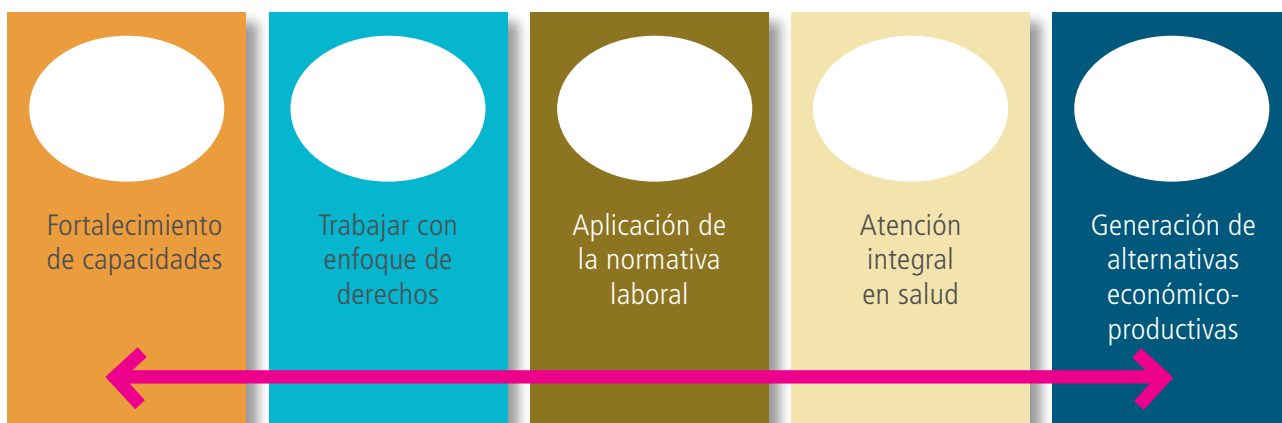 Fortalecimiento
de capacidades
Trabajar con
enfoque de
derechos
Aplicación de
la normativa
laboral
Atención
integral
en salud
Generación de
alternativas
económico-
productivas